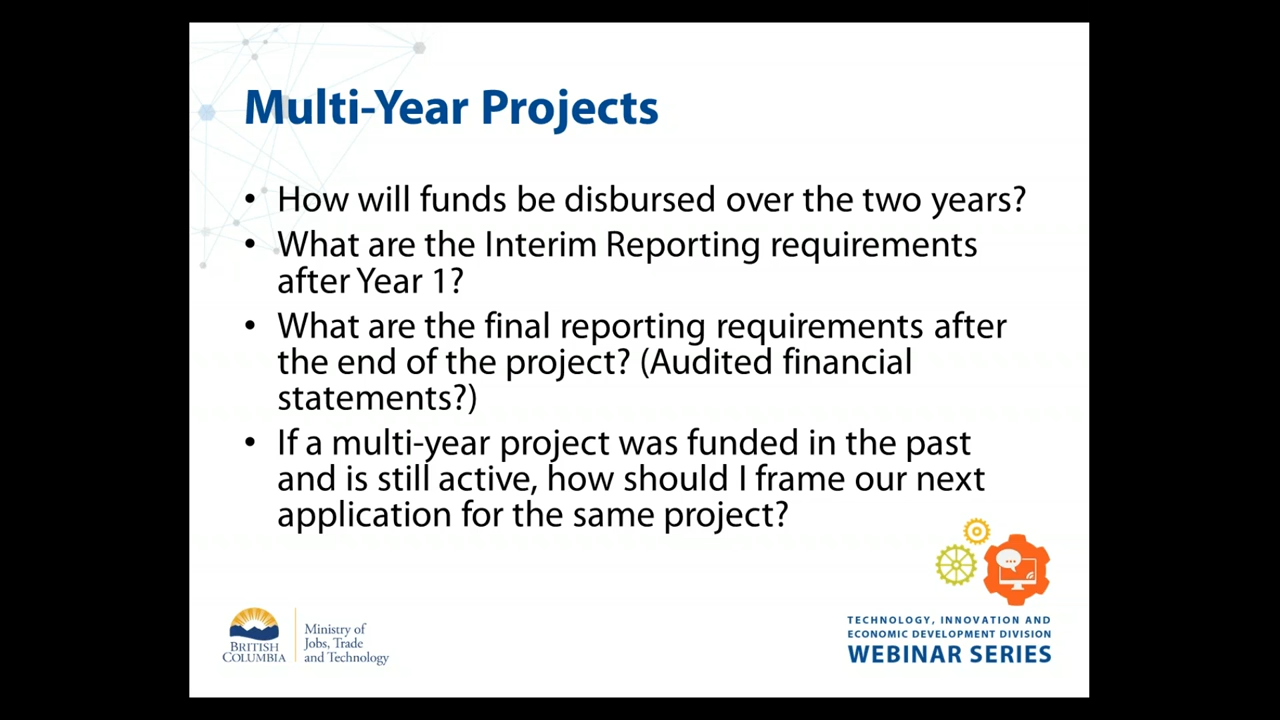 Multi-Year Projects
• How will funds be disbursed over the two years?
• What are the Interim Reporting requirements
after Year 1?
• What are the final reporting requirements after
the end of the project? (Audited financial
statements?)
• If a multi-year project was funded in the past
and is still active, how should I frame our next
application for the same project?
BRITISH
COLUMBIA
Ministry of
Jobs, Trade
and Technology
TECHNOLOGY, INNOVATION AND
ECONOMIC DEVELOPMENT DIVISION
WEBINAR SERIES